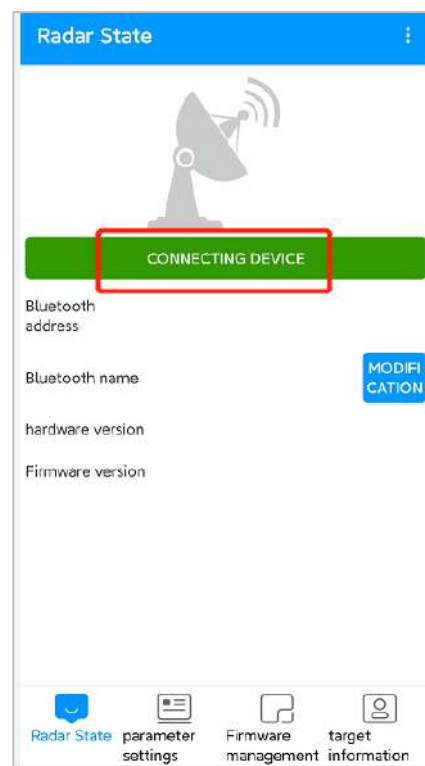 Radar State
CONNECTING DEVICE
Bluetooth
address
Bluetooth name
MODIFI
CATION
hardware version
Firmware version
Radar State
parameter
settings
Firmware
management
target
information